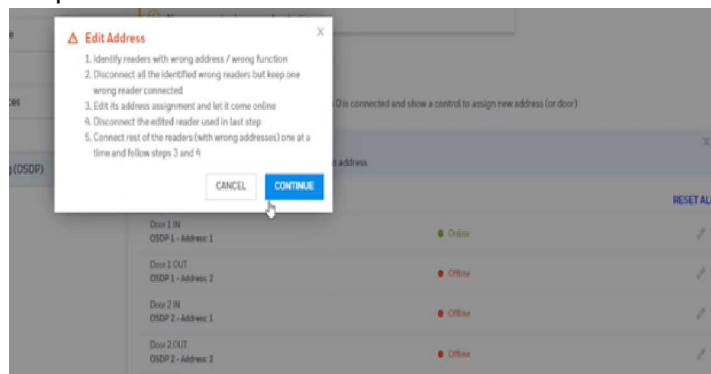 Edit Address
X
1. Identify readers with wrong address / wrong function
2. Disconnect all the identified wrong readers but keep one
wrong reader connected
3. Edit its address assignment and let it come online
4. Disconnect the edited reader used in last step
5. Connect rest of the readers (with wrong addresses) one at a
time and follow steps 3 and 4
CANCEL
CONTINUE
0 is connected and show a control to assign new address (or door)
X
(OSDP)
address
RESET ALL
Door 1 IN
OSDP 1 - Address: 1
Online
Door 1 OUT
OSDP 1 - Address: 2
Offline
Door 2 IN
OSDP 2 - Address: 1
Offline
Door 2 OUT
OSDP 2 - Address: 2
Offline